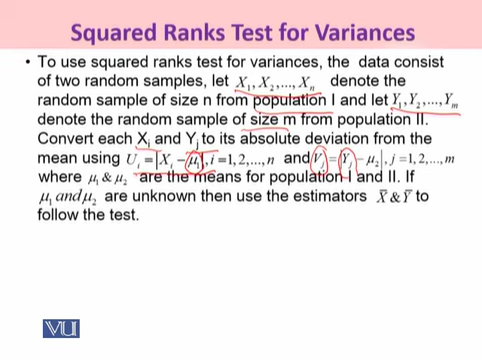 Squared Ranks Test for Variances
• To use squared ranks test for variances, the data consist
of two random samples, let X₁, X₂,..., Xₙ denote the
random sample of size n from population I and let Y₁, Y₂,..., Yₘ
denote the random sample of size m from population II.
Convert each Xᵢ and Yⱼ to its absolute deviation from the
mean using Uᵢ = |Xᵢ − μ₁|, i = 1, 2,..., n and Vⱼ = |Yⱼ − μ₂|, j = 1, 2,..., m
where μ₁ & μ₂ are the means for population I and II. If
μ₁ and μ₂ are unknown then use the estimators X̄ & Ȳ to
follow the test.
VU